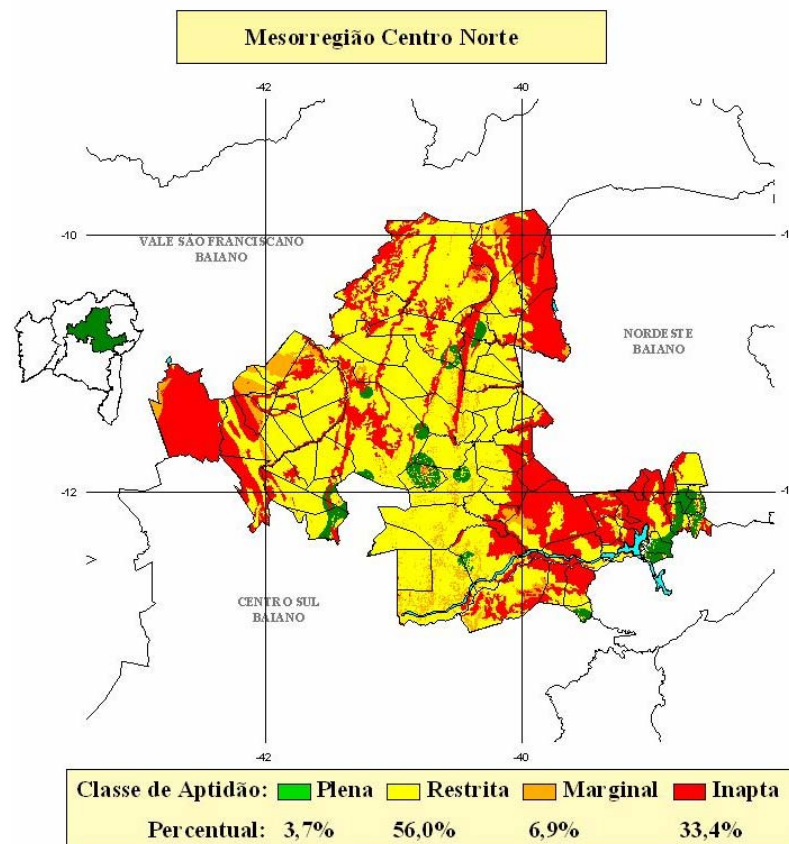 Mesorregião Centro Norte
-42 -40
-10
VALE SÃO FRANCISCANO
BAIANO
NORDESTE
BAIANO
-12
CENTRO SUL
BAIANO
-42 -40
Classe de Aptidão: Plena Restrita Marginal Inapta
Percentual: 3,7% 56,0% 6,9% 33,4%